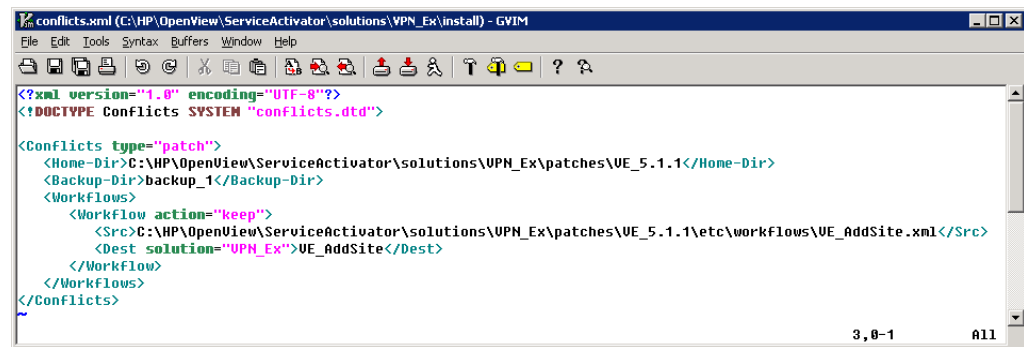 conflicts.xml (C:\HP\OpenView\ServiceActivator\solutions\VPN_Ex\install) - GVIM
File Edit Tools Syntax Buffers Window Help
<?xml version="1.0" encoding="UTF-8"?>
<!DOCTYPE Conflicts SYSTEM "conflicts.dtd">
<Conflicts type="patch">
<Home-Dir>C:\HP\OpenView\ServiceActivator\solutions\VPN_Ex\patches\VE_5.1.1</Home-Dir>
<Backup-Dir>backup_1</Backup-Dir>
<Workflows>
<Workflow action="keep">
<Src>C:\HP\OpenView\ServiceActivator\solutions\VPN_Ex\patches\VE_5.1.1\etc\workflows\VE_AddSite.xml</Src>
<Dest solution="VPN_Ex">VE_AddSite</Dest>
</Workflow>
</Workflows>
</Conflicts>
~
3,0-1 All